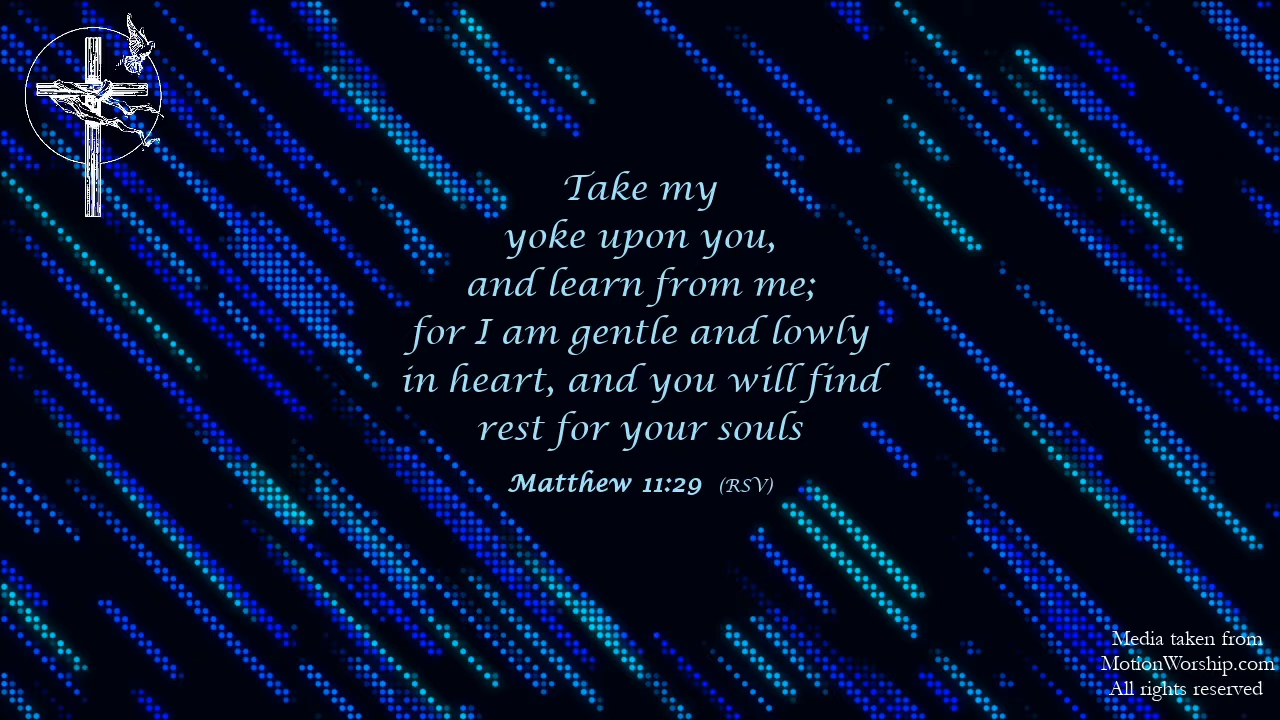 Take my
yoke upon you,
and learn from me;
for I am gentle and lowly
in heart, and you will find
rest for your souls
Matthew 11:29 (RSV)
Media taken from
MotionWorship.com
All rights reserved